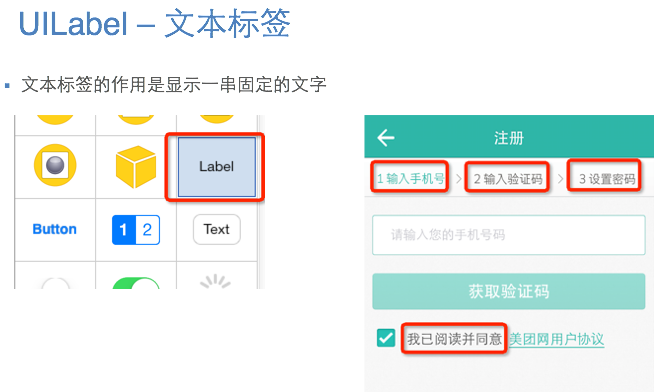 UILabel – 文本标签
文本标签的作用是显示一串固定的文字
Label
Button
1 2
Text
注册
1 输入手机号 > 2 输入验证码 > 3 设置密码
请输入您的手机号码
获取验证码
我已阅读并同意 美团网用户协议